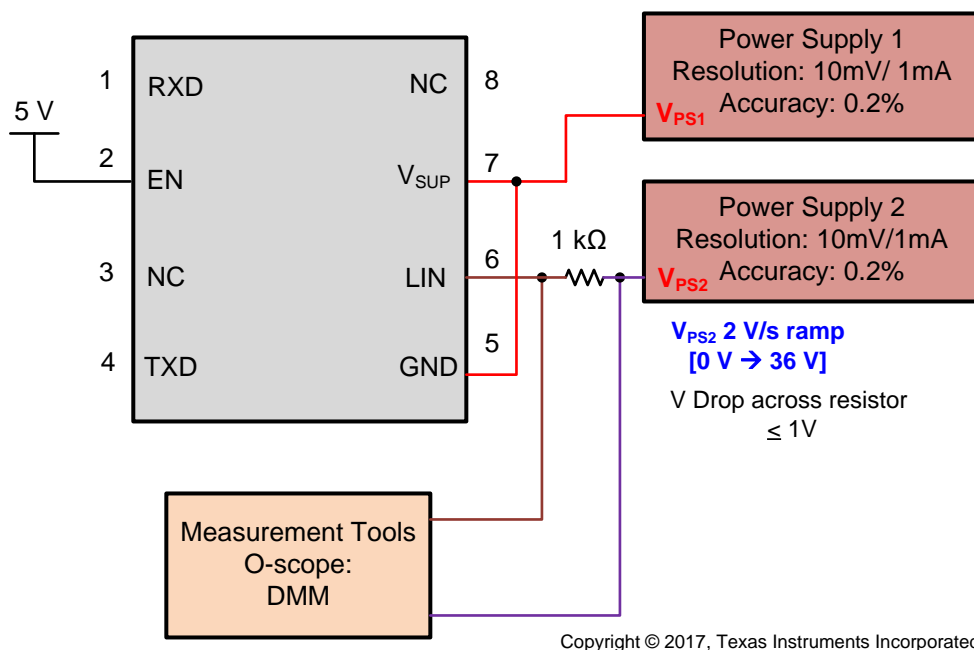 Power Supply 1
Resolution: 10mV/ 1mA
Accuracy: 0.2%
VPS1
5 V
1
RXD
NC
8
2
EN
VSUP
7
3
NC
LIN
6
4
TXD
GND
5
1 kΩ
Power Supply 2
Resolution: 10mV/1mA
Accuracy: 0.2%
VPS2
VPS2 2 V/s ramp
[0 V → 36 V]
V Drop across resistor
≤ 1V
Measurement Tools
O-scope:
DMM
Copyright © 2017, Texas Instruments Incorporated